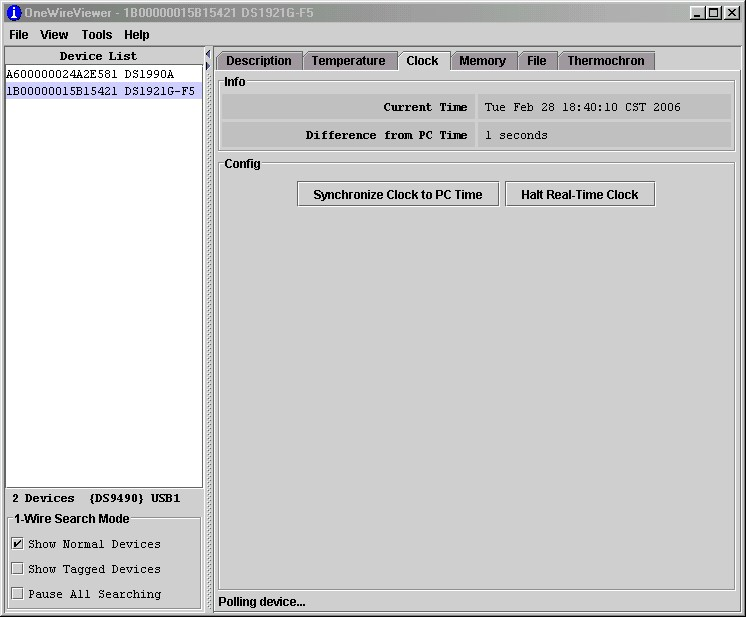 OneWireViewer - 1B00000015B15421 DS1921G-F5
File View Tools Help
Device List
A600000024A2E581 DS1990A
1B00000015B15421 DS1921G-F5
2 Devices {DS9490} USB1
1-Wire Search Mode
Show Normal Devices
Show Tagged Devices
Pause All Searching
Description Temperature Clock Memory File Thermochron
Info
Current Time Tue Feb 28 18:40:10 CST 2006
Difference from PC Time 1 seconds
Config
Synchronize Clock to PC Time Halt Real-Time Clock
Polling device...